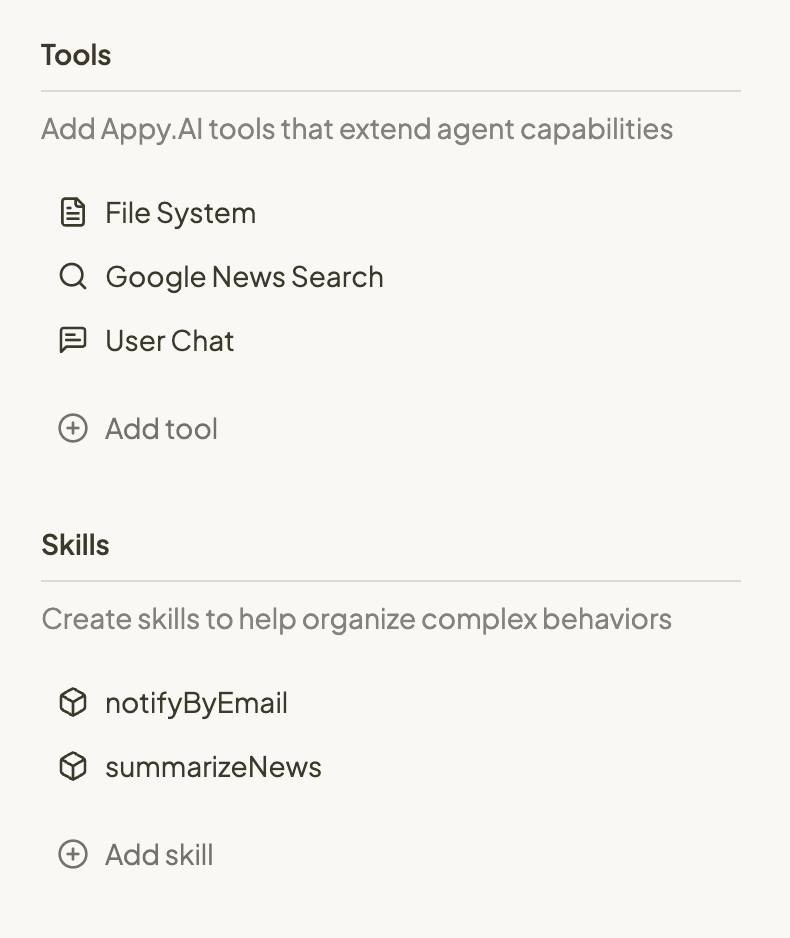 Tools
Add Appy.AI tools that extend agent capabilities
File System
Google News Search
User Chat
Add tool
Skills
Create skills to help organize complex behaviors
notifyByEmail
summarizeNews
Add skill